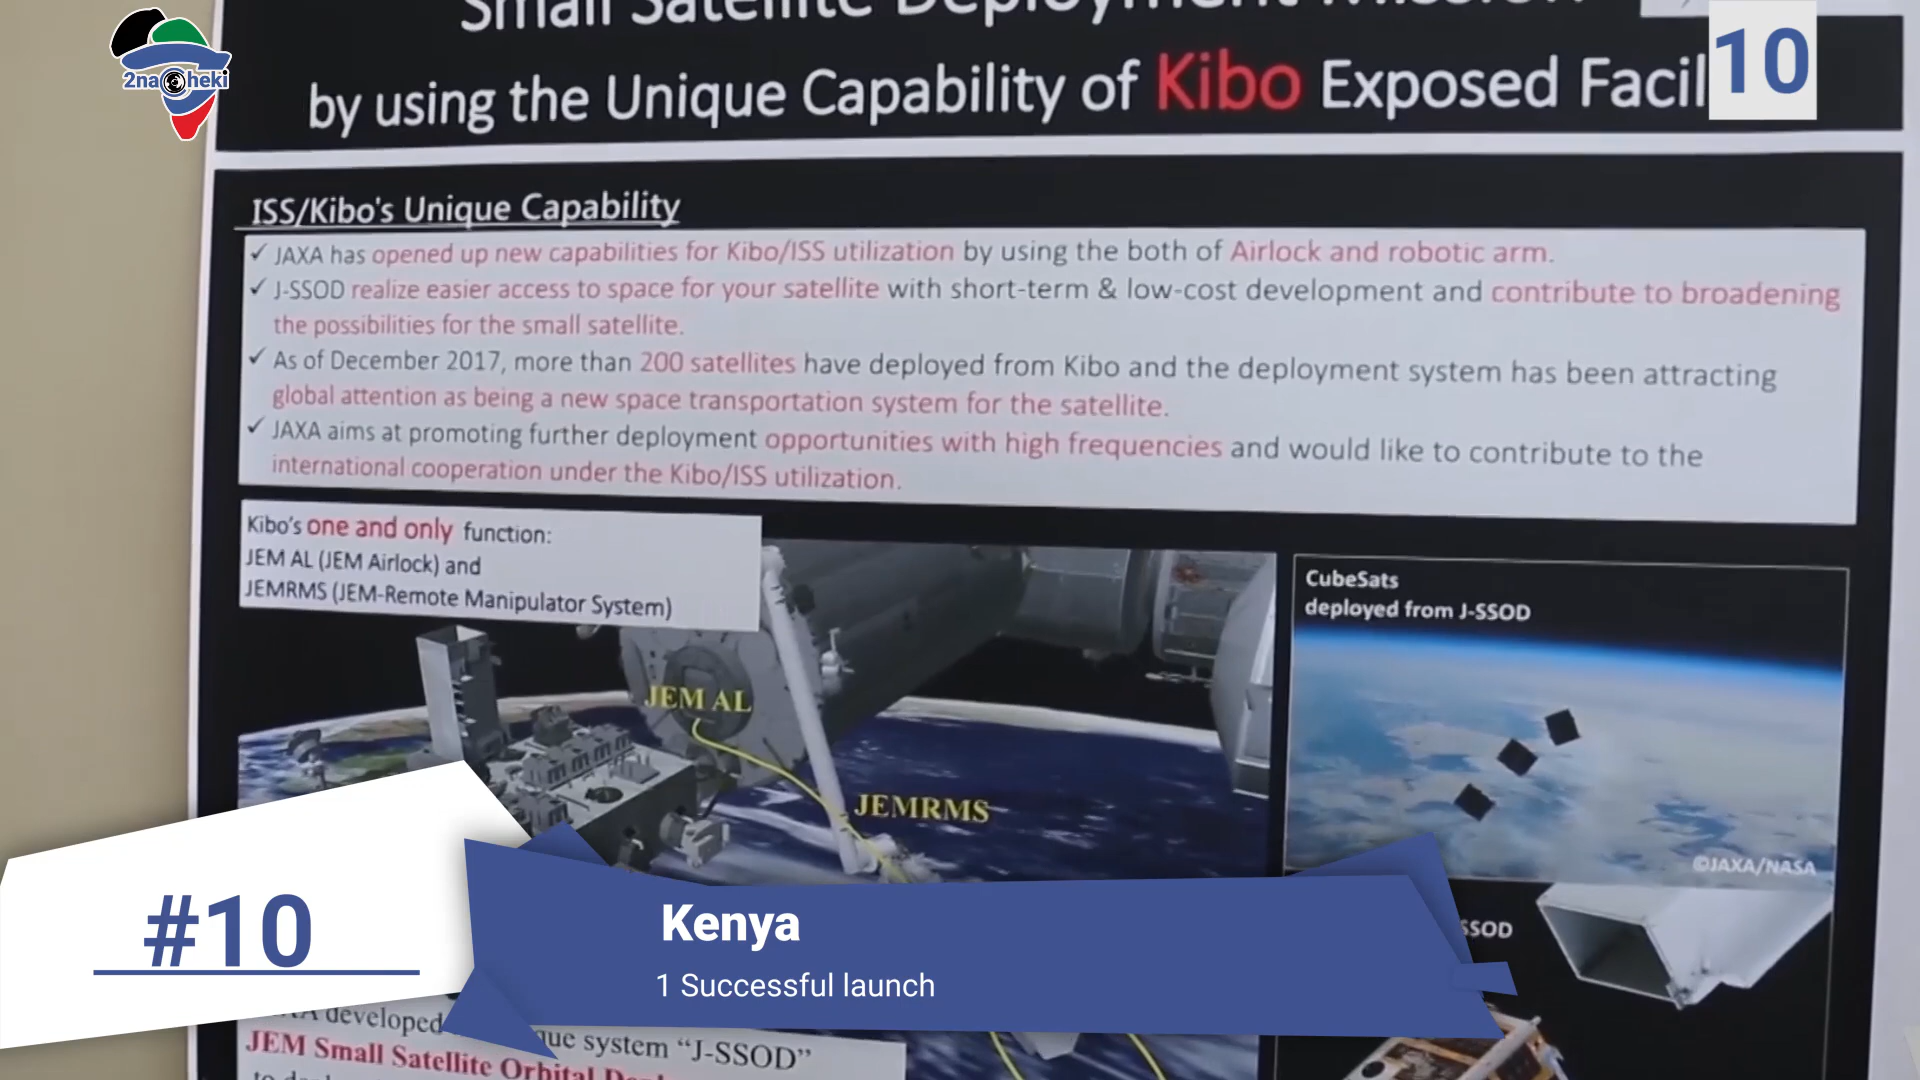 Small Satellite Deployment Mission
by using the Unique Capability of Kibo Exposed Facil
10
2nacheki
ISS/Kibo's Unique Capability
✓ JAXA has opened up new capabilities for Kibo/ISS utilization by using the both of Airlock and robotic arm.
✓ J-SSOD realize easier access to space for your satellite with short-term & low-cost development and contribute to broadening
the possibilities for the small satellite.
✓ As of December 2017, more than 200 satellites have deployed from Kibo and the deployment system has been attracting
global attention as being a new space transportation system for the satellite.
✓ JAXA aims at promoting further deployment opportunities with high frequencies and would like to contribute to the
international cooperation under the Kibo/ISS utilization.
Kibo's one and only function:
JEM AL (JEM Airlock) and
JEMRMS (JEM-Remote Manipulator System)
JEM AL
JEMRMS
CubeSats
deployed from J-SSOD
©JAXA/NASA
SSOD
#10
Kenya
1 Successful launch
developed
que system “J-SSOD”
JEM Small Satellite Orbital